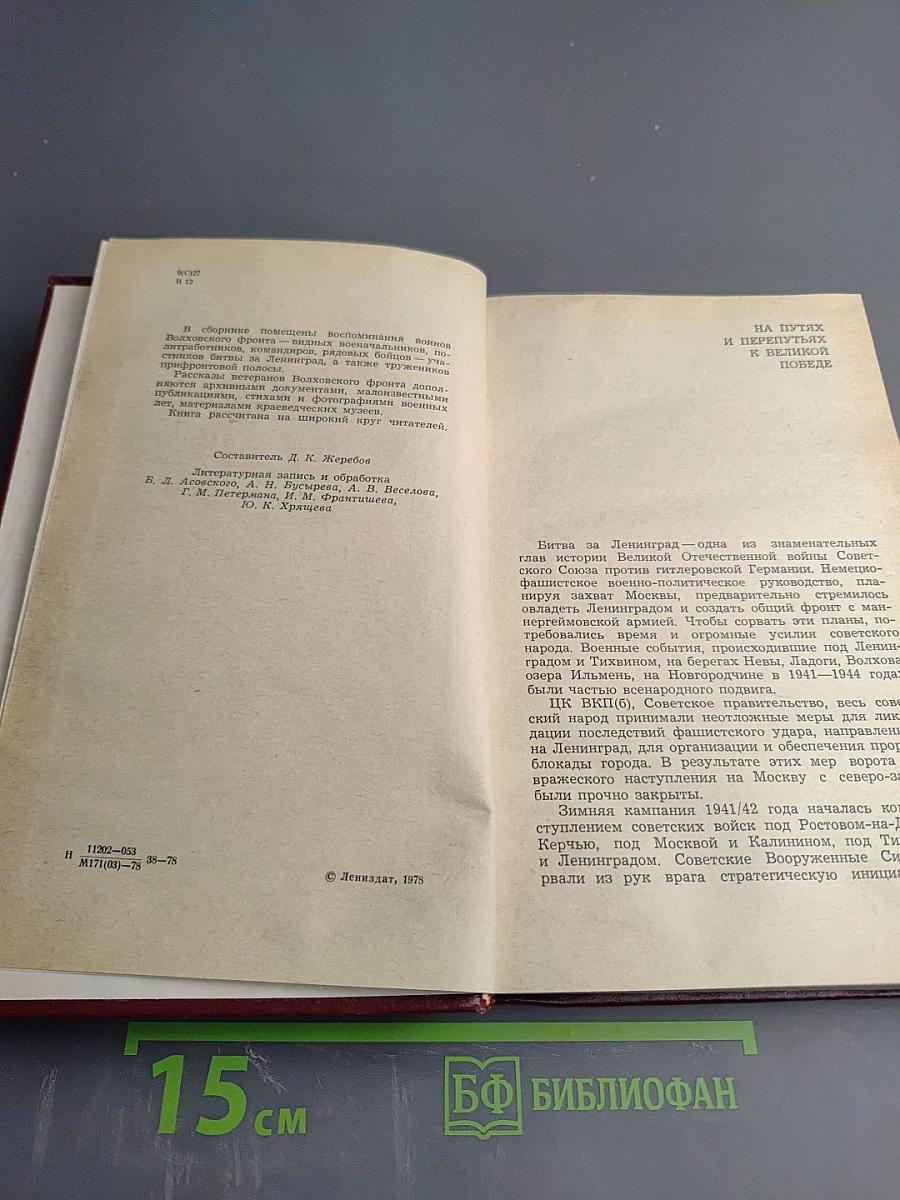 9(С)27
Н 12
В сборнике помещены воспоминания воинов
Волховского фронта — видных военачальников, по-
литработников, командиров, рядовых бойцов — уча-
стников битвы за Ленинград, а также тружеников
прифронтовой полосы.
Рассказы ветеранов Волховского фронта допол-
няются архивными документами, малоизвестными
публикациями, стихами и фотографиями военных
лет, материалами краеведческих музеев.
Книга рассчитана на широкий круг читателей.
Составитель Д. К. Жеребов
Литературная запись и обработка
Б. Л. Асовского, А. Н. Бусырева, А. В. Веселова,
Г. М. Петермана, И. М. Франтишева,
Ю. К. Хрящева
Н 11202—053
М171(03)—78 38—78
© Лениздат, 1978
НА ПУТЯХ
И ПЕРЕПУТЬЯХ
К ВЕЛИКОЙ
ПОБЕДЕ
Битва за Ленинград — одна из знаменательных
глав истории Великой Отечественной войны Совет-
ского Союза против гитлеровской Германии. Немецко-
фашистское военно-политическое руководство, пла-
нируя захват Москвы, предварительно стремилось
овладеть Ленинградом и создать общий фронт с ман-
нергеймовской армией. Чтобы сорвать эти планы, по-
требовались время и огромные усилия советского
народа. Военные события, происходившие под Ленин-
градом и Тихвином, на берегах Невы, Ладоги, Волхова
озера Ильмень, на Новгородчине в 1941—1944 годах
были частью всенародного подвига.
ЦК ВКП(б), Советское правительство, весь сове
ский народ принимали неотложные меры для лик
дации последствий фашистского удара, направлен
на Ленинград, для организации и обеспечения прор
блокады города. В результате этих мер ворота
вражеского наступления на Москву с северо-за
были прочно закрыты.
Зимняя кампания 1941/42 года началась ко
ступлением советских войск под Ростовом-на-Д
Керчью, под Москвой и Калинином, под Ти
и Ленинградом. Советские Вооруженные Си
рвали из рук врага стратегическую иници
15 см
БФ БИБЛИОФАН